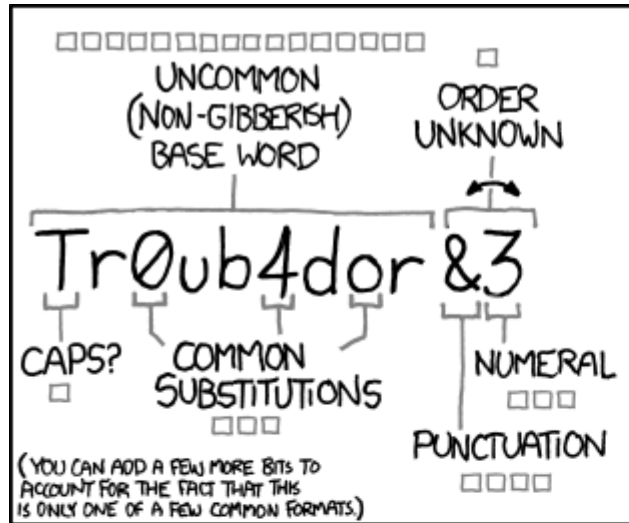 UNCOMMON
(NON-GIBBERISH)
BASE WORD
ORDER
UNKNOWN
Tr0ub4dor &3
CAPS?
COMMON
SUBSTITUTIONS
NUMERAL
PUNCTUATION
(YOU CAN ADD A FEW MORE BITS TO
ACCOUNT FOR THE FACT THAT THIS
IS ONLY ONE OF A FEW COMMON FORMATS.)